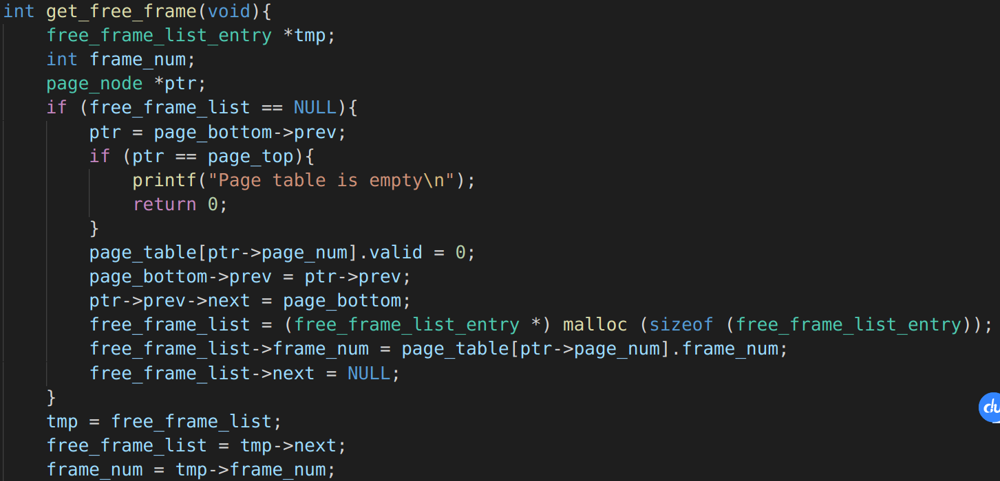 int get_free_frame(void){
    free_frame_list_entry *tmp;
    int frame_num;
    page_node *ptr;
    if (free_frame_list == NULL){
        ptr = page_bottom->prev;
        if (ptr == page_top){
            printf("Page table is empty\n");
            return 0;
        }
        page_table[ptr->page_num].valid = 0;
        page_bottom->prev = ptr->prev;
        ptr->prev->next = page_bottom;
        free_frame_list = (free_frame_list_entry *) malloc (sizeof (free_frame_list_entry));
        free_frame_list->frame_num = page_table[ptr->page_num].frame_num;
        free_frame_list->next = NULL;
    }
    tmp = free_frame_list;
    free_frame_list = tmp->next;
    frame_num = tmp->frame_num;